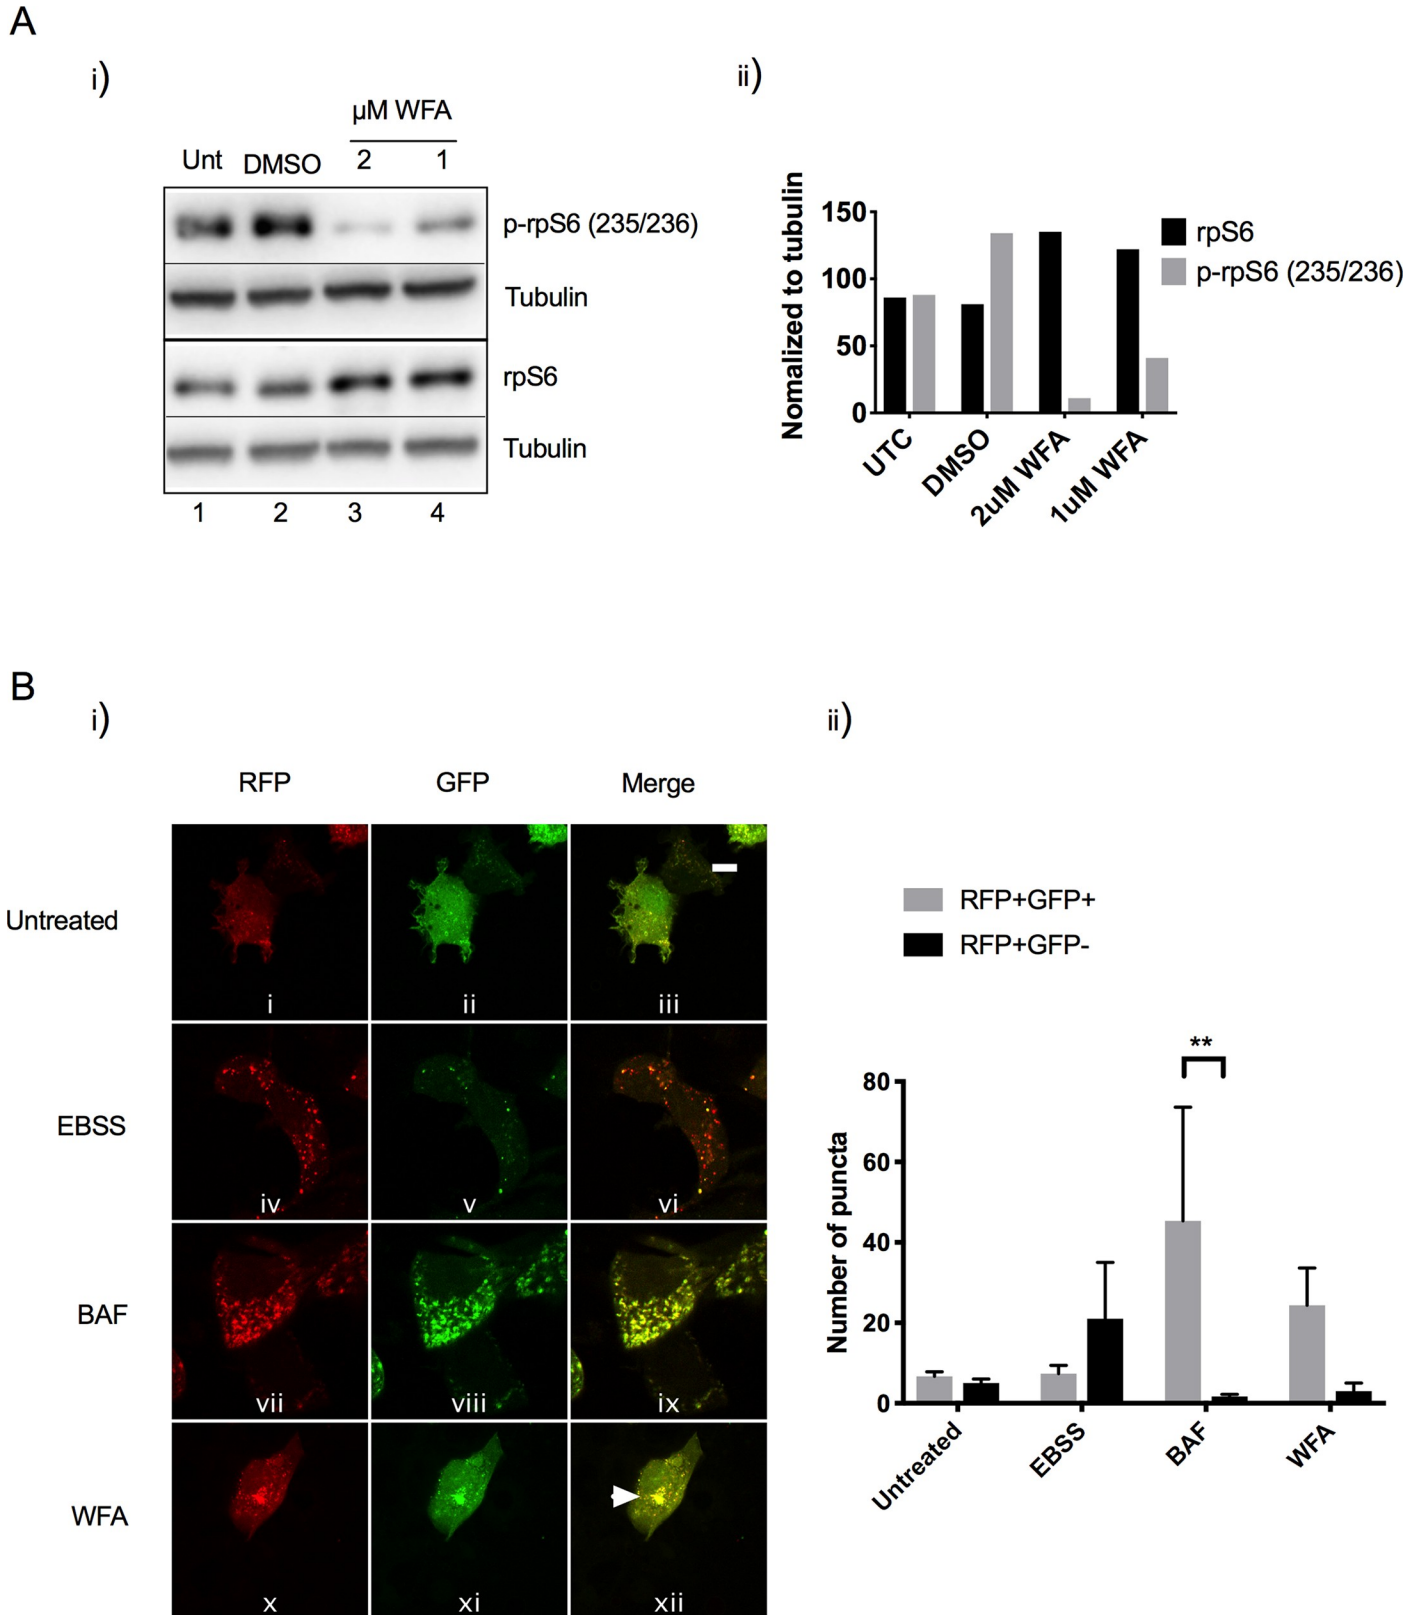 A
i)
µM WFA
Unt DMSO 2 1
p-rpS6 (235/236)
Tubulin
rpS6
Tubulin
1 2 3 4
ii)
Nomalized to tubulin
150
100
50
0
UTC
DMSO
2uM WFA
1uM WFA
rpS6
p-rpS6 (235/236)
B
i)
RFP GFP Merge
Untreated
i ii iii
EBSS
iv v vi
BAF
vii viii ix
WFA
x xi xii
ii)
RFP+GFP+
RFP+GFP-
**
Number of puncta
80
60
40
20
0
Untreated
EBSS
BAF
WFA